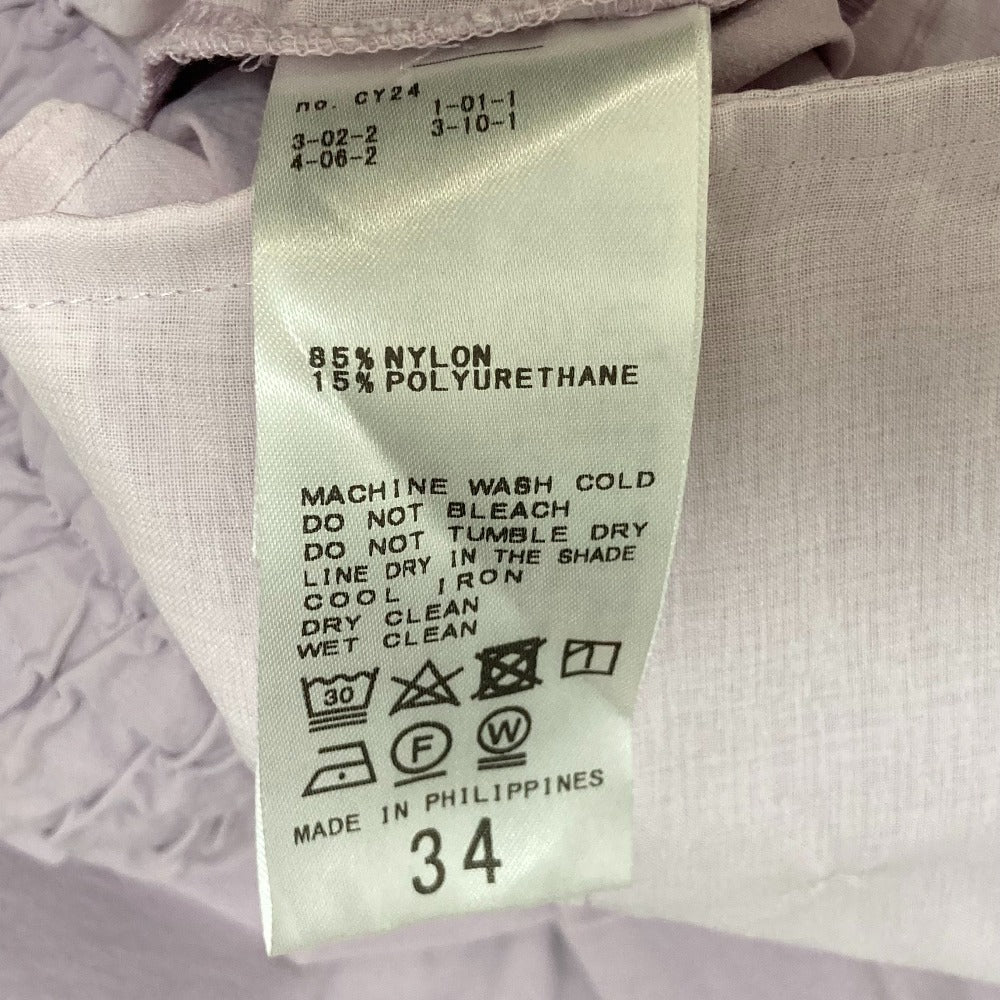 no. CY24
1-01-1
3-02-2
3-10-1
4-06-2
85% NYLON
15% POLYURETHANE
MACHINE WASH COLD
DO NOT BLEACH
DO NOT TUMBLE DRY
LINE DRY IN THE SHADE
COOL IRON
DRY CLEAN
WET CLEAN
30
F W
MADE IN PHILIPPINES
34